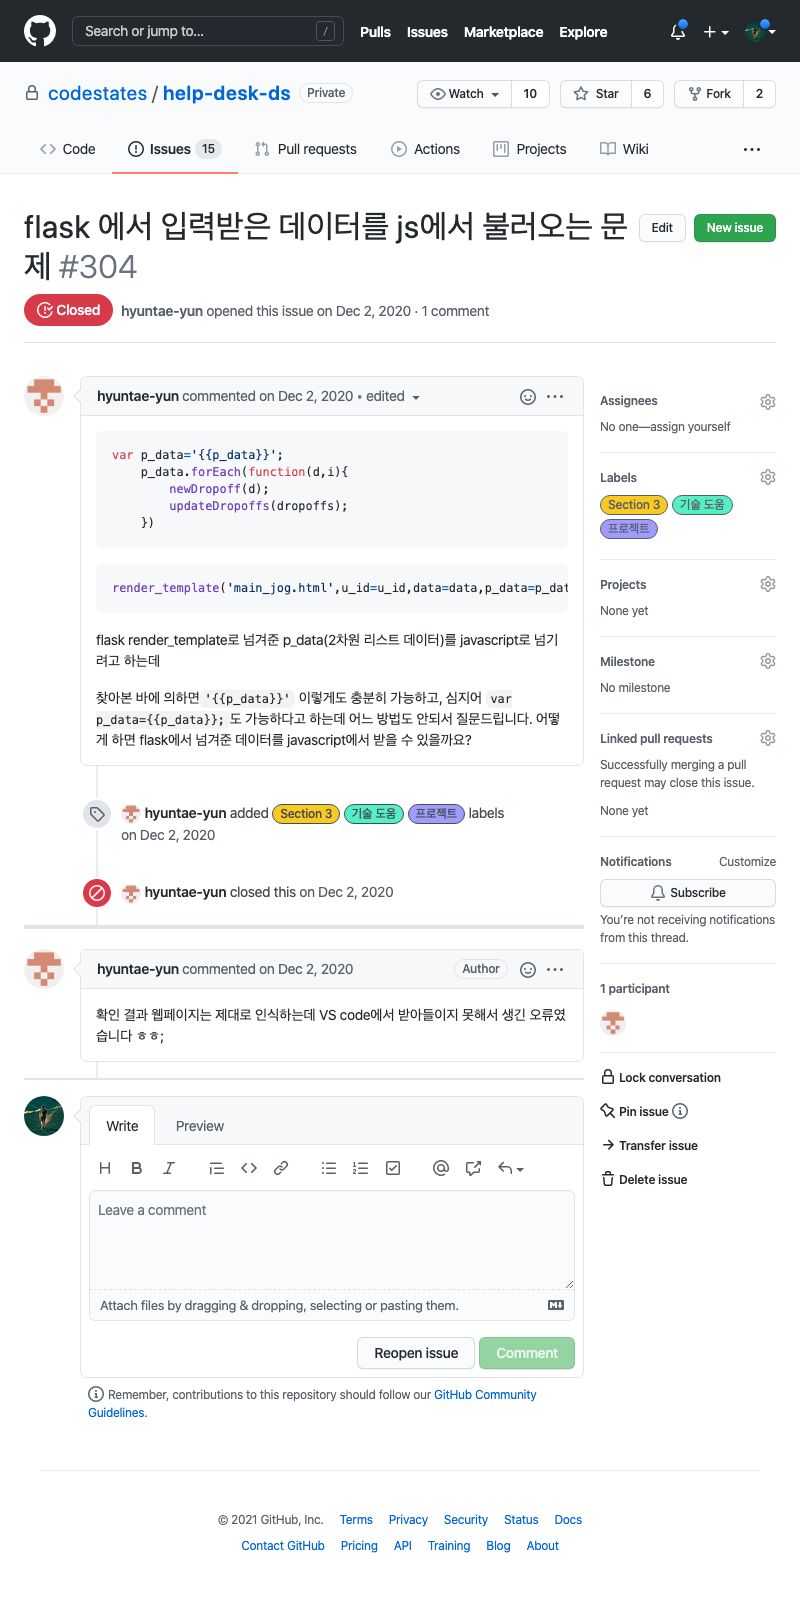 Search or jump to... /
Pulls Issues Marketplace Explore
codestates / help-desk-ds Private
Watch 10 Star 6 Fork 2
Code Issues 15 Pull requests Actions Projects Wiki ...
flask 에서 입력받은 데이터를 js에서 불러오는 문
제 #304
Edit New issue
Closed hyuntae-yun opened this issue on Dec 2, 2020 · 1 comment
hyuntae-yun commented on Dec 2, 2020 • edited
var p_data='{{p_data}}';
p_data.forEach(function(d,i){
newDropoff(d);
updateDropoffs(dropoffs);
})
render_template('main_jog.html',u_id=u_id,data=data,p_data=p_dat
flask render_template로 넘겨준 p_data(2차원 리스트 데이터)를 javascript로 넘기
려고 하는데
찾아본 바에 의하면 '{{p_data}}' 이렇게도 충분히 가능하고, 심지어 var
p_data={{p_data}}; 도 가능하다고 하는데 어느 방법도 안되서 질문드립니다. 어떻
게 하면 flask에서 넘겨준 데이터를 javascript에서 받을 수 있을까요?
hyuntae-yun added Section 3 기술 도움 프로젝트 labels
on Dec 2, 2020
hyuntae-yun closed this on Dec 2, 2020
hyuntae-yun commented on Dec 2, 2020 Author
확인 결과 웹페이지는 제대로 인식하는데 VS code에서 받아들이지 못해서 생긴 오류였
습니다 ㅎㅎ;
Write Preview
H B I
Leave a comment
Attach files by dragging & dropping, selecting or pasting them.
Reopen issue Comment
Remember, contributions to this repository should follow our GitHub Community
Guidelines.
Assignees
No one—assign yourself
Labels
Section 3 기술 도움
프로젝트
Projects
None yet
Milestone
No milestone
Linked pull requests
Successfully merging a pull
request may close this issue.
None yet
Notifications Customize
Subscribe
You're not receiving notifications
from this thread.
1 participant
Lock conversation
Pin issue
Transfer issue
Delete issue
© 2021 GitHub, Inc. Terms Privacy Security Status Docs
Contact GitHub Pricing API Training Blog About